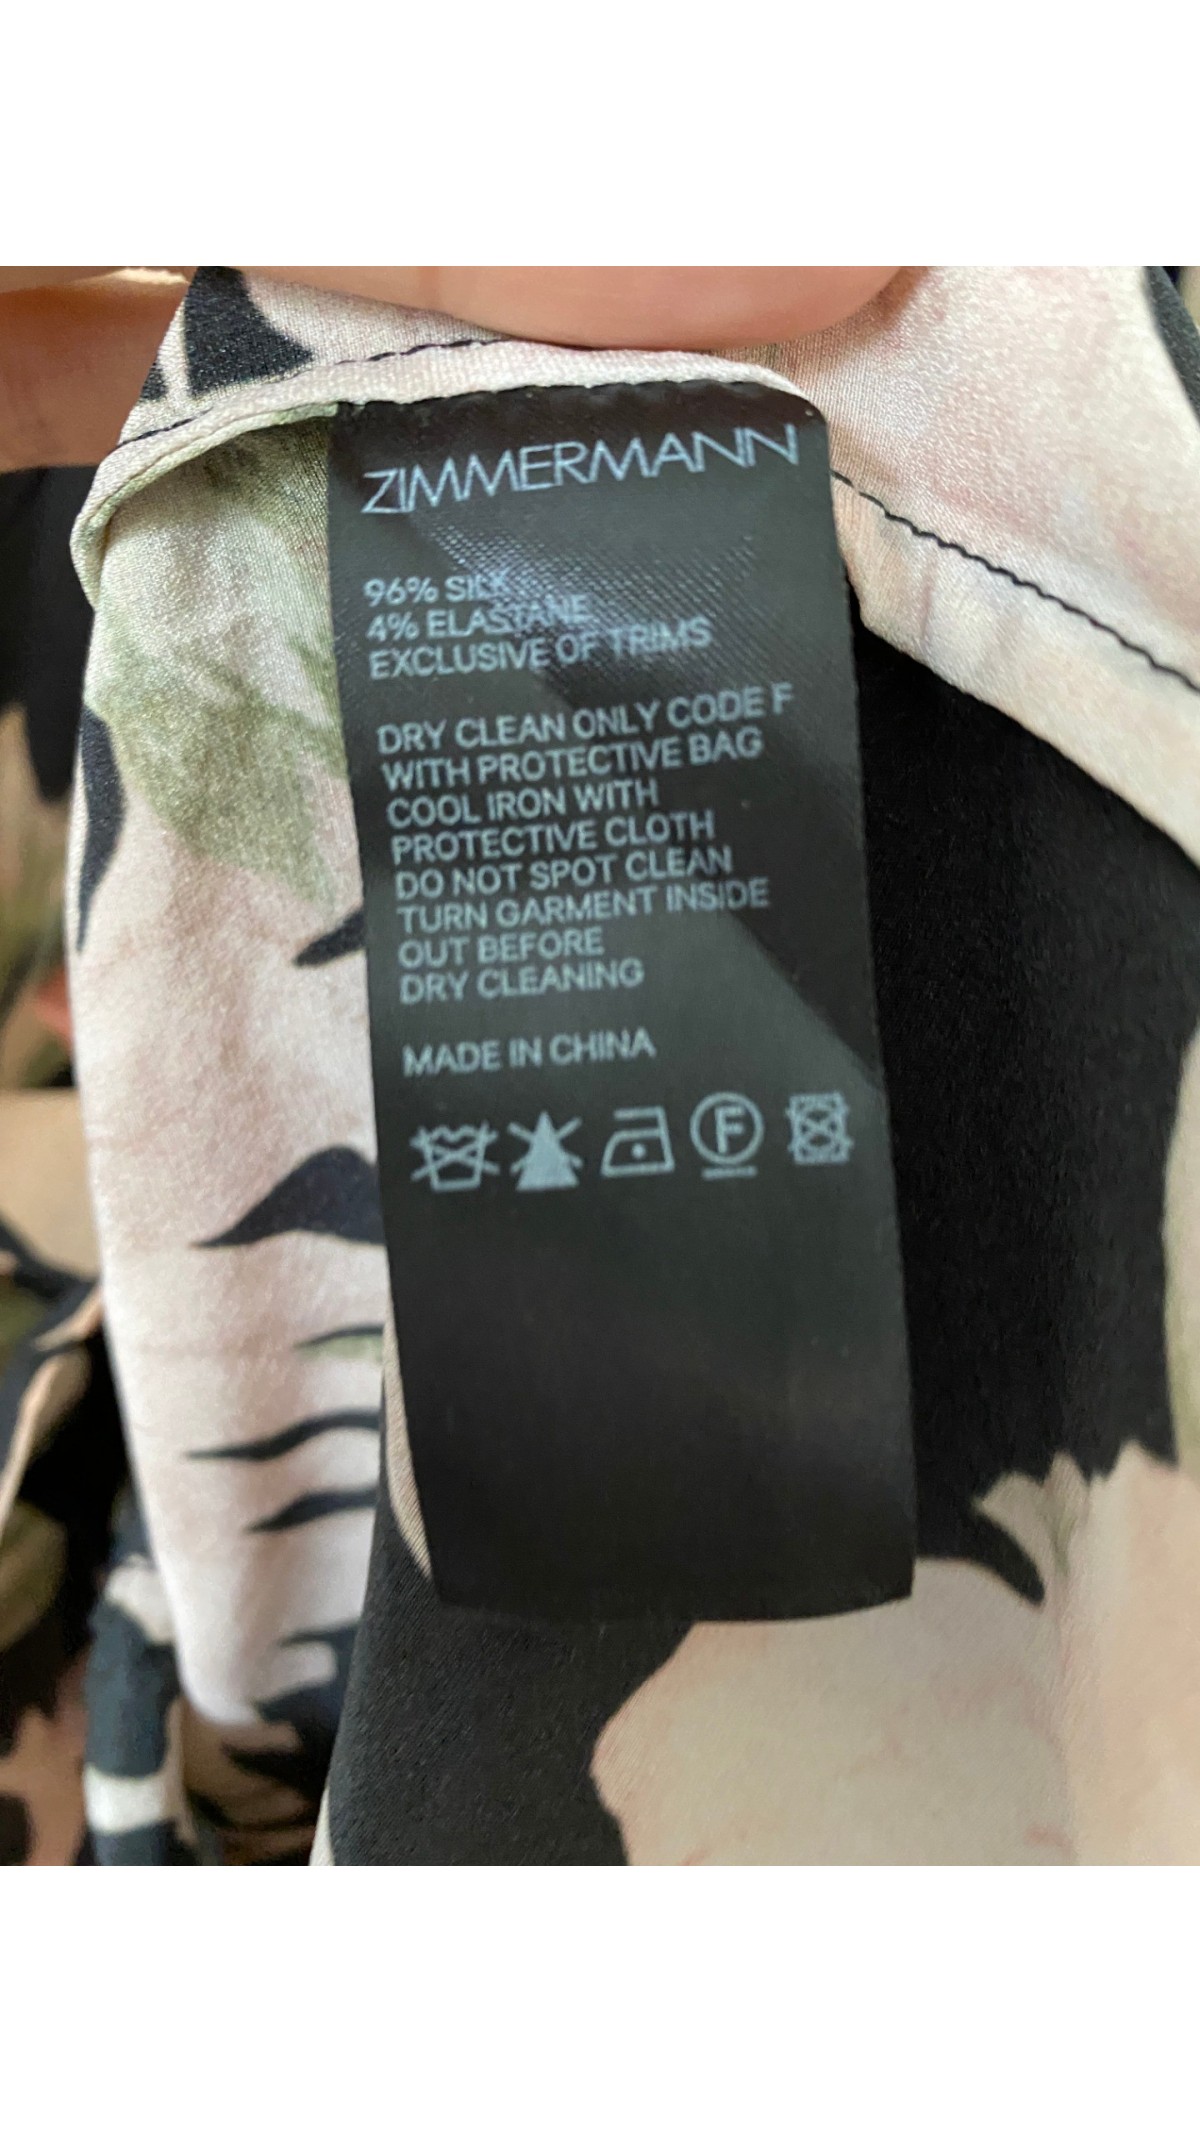 ZIMMERMANN
96% SILK
4% ELASTANE
EXCLUSIVE OF TRIMS
DRY CLEAN ONLY CODE F
WITH PROTECTIVE BAG
COOL IRON WITH
PROTECTIVE CLOTH
DO NOT SPOT CLEAN
TURN GARMENT INSIDE
OUT BEFORE
DRY CLEANING
MADE IN CHINA
F